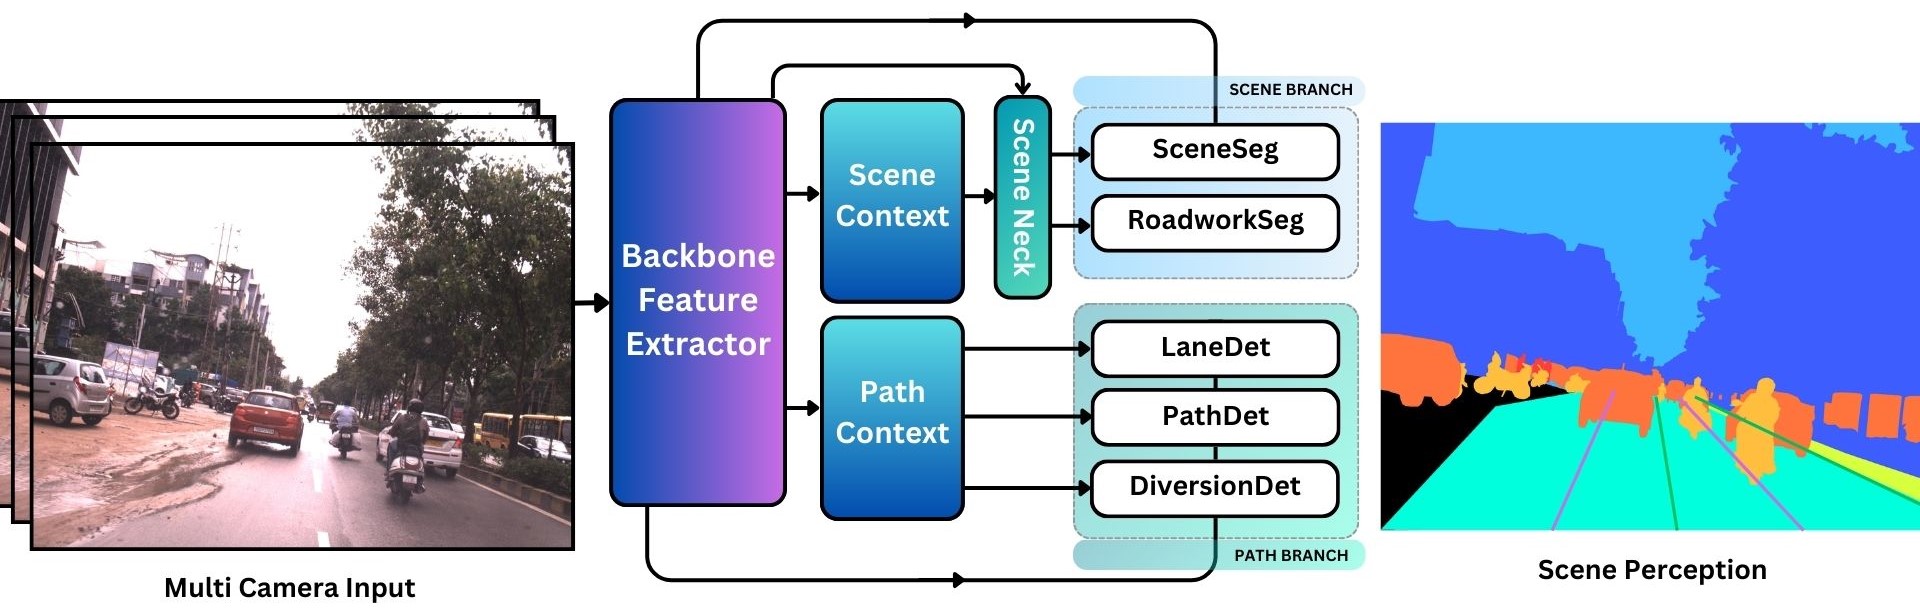 Multi Camera Input
Backbone
Feature
Extractor
Scene
Context
Path
Context
Scene Neck
SCENE BRANCH
SceneSeg
RoadworkSeg
LaneDet
PathDet
DiversionDet
PATH BRANCH
Scene Perception